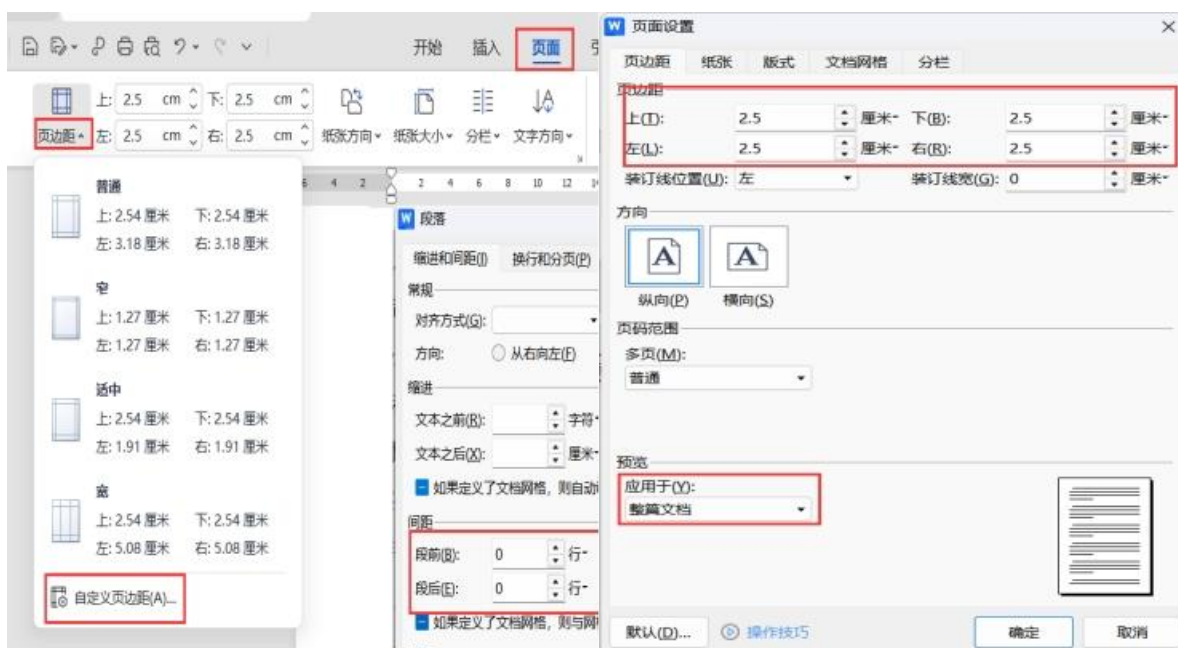 开始 插入 页面
上: 2.5 cm 下: 2.5 cm
页边距 左: 2.5 cm 右: 2.5 cm 纸张方向 纸张大小 分栏 文字方向
6 4 2 2 4 6 8 10 12
普通
上: 2.54 厘米 下: 2.54 厘米
左: 3.18 厘米 右: 3.18 厘米
窄
上: 1.27 厘米 下: 1.27 厘米
左: 1.27 厘米 右: 1.27 厘米
适中
上: 2.54 厘米 下: 2.54 厘米
左: 1.91 厘米 右: 1.91 厘米
宽
上: 2.54 厘米 下: 2.54 厘米
左: 5.08 厘米 右: 5.08 厘米
自定义页边距(A)...
W 段落
缩进和间距(I) 换行和分页(P)
常规
对齐方式(G):
方向: 从右向左(F)
缩进
文本之前(R): 字符
文本之后(X): 厘米
如果定义了文档网格，则自动
间距
段前(B): 0 行
段后(E): 0 行
如果定义了文档网格，则与网
W 页面设置
页边距 纸张 版式 文档网格 分栏
页边距
上(T): 2.5 厘米 下(B): 2.5 厘米
左(L): 2.5 厘米 右(R): 2.5 厘米
装订线位置(U): 左 装订线宽(G): 0 厘米
方向
A A
纵向(P) 横向(S)
页码范围
多页(M):
普通
预览
应用于(Y):
整篇文档
默认(D)... 操作技巧 确定 取消